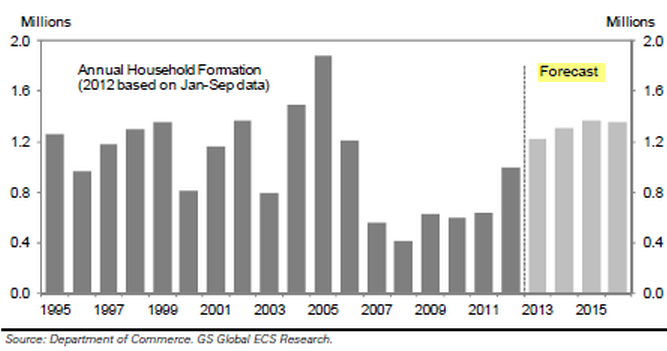 Millions Millions
2.0 2.0
Annual Household Formation Forecast
(2012 based on Jan-Sep data)
1.6 1.6
1.2 1.2
0.8 0.8
0.4 0.4
0.0 0.0
1995 1997 1999 2001 2003 2005 2007 2009 2011 2013 2015
Source: Department of Commerce. GS Global ECS Research.